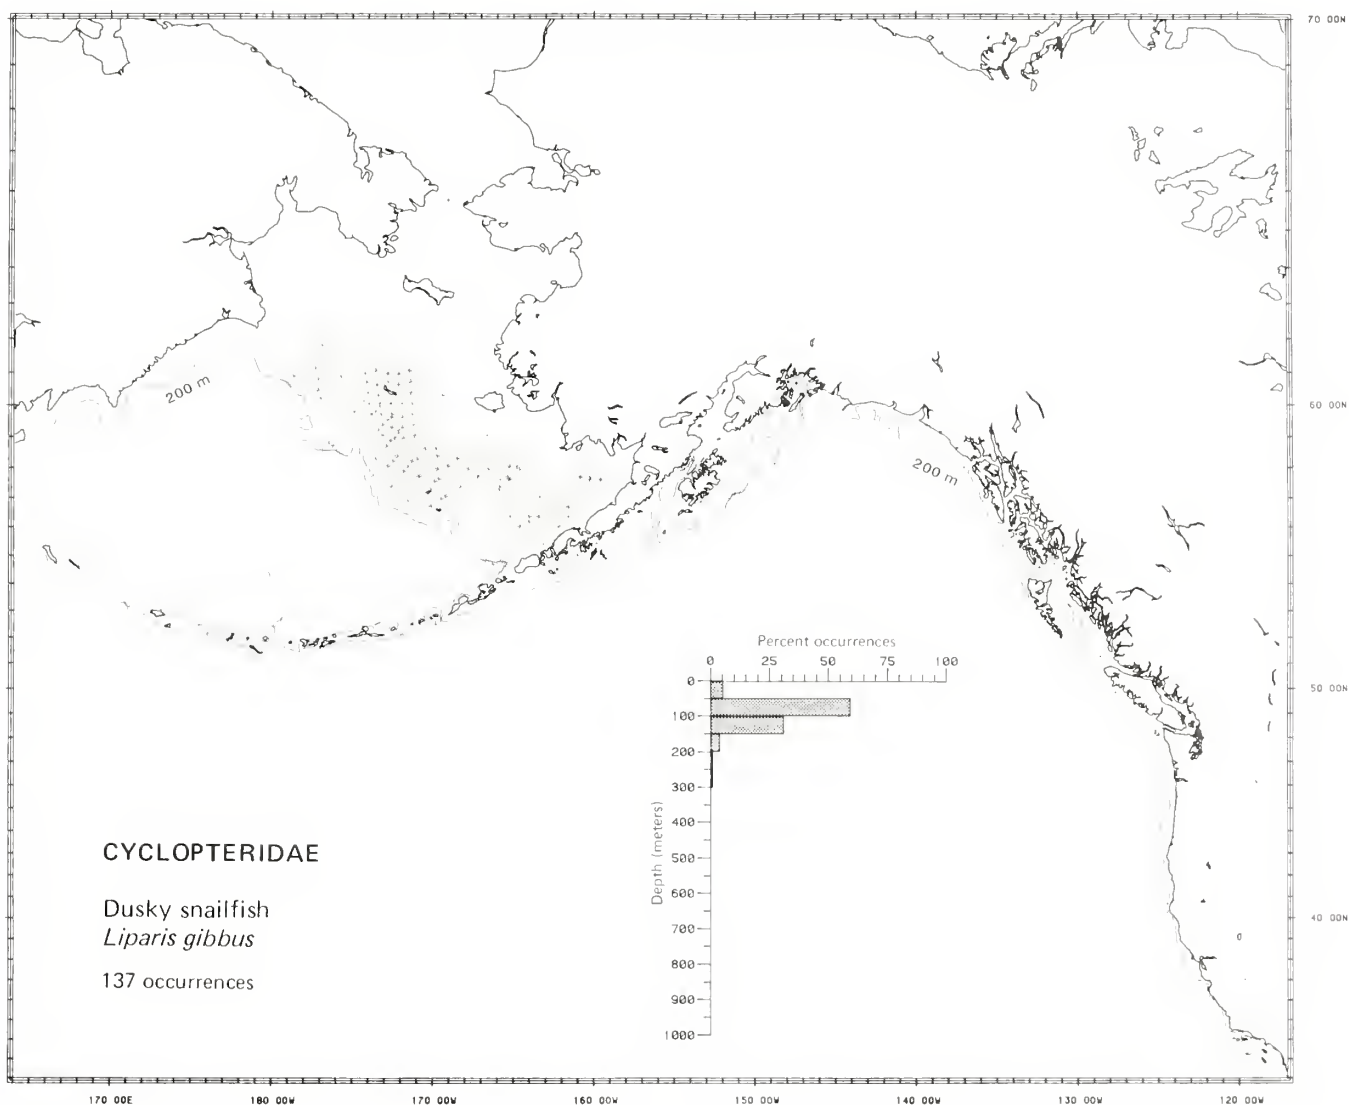 70 00N
200 m
60 00N
200 m
Percent occurrences
0 25 50 75 100
0
50 00N
100
200
300
Depth (meters)
400
500
600
700
800
900
1000
CYCLOPTERIDAE
Dusky snailfish
Liparis gibbus
137 occurrences
40 00N
170 00E 180 00W 170 00W 160 00W 150 00W 140 00W 130 00W 120 00W